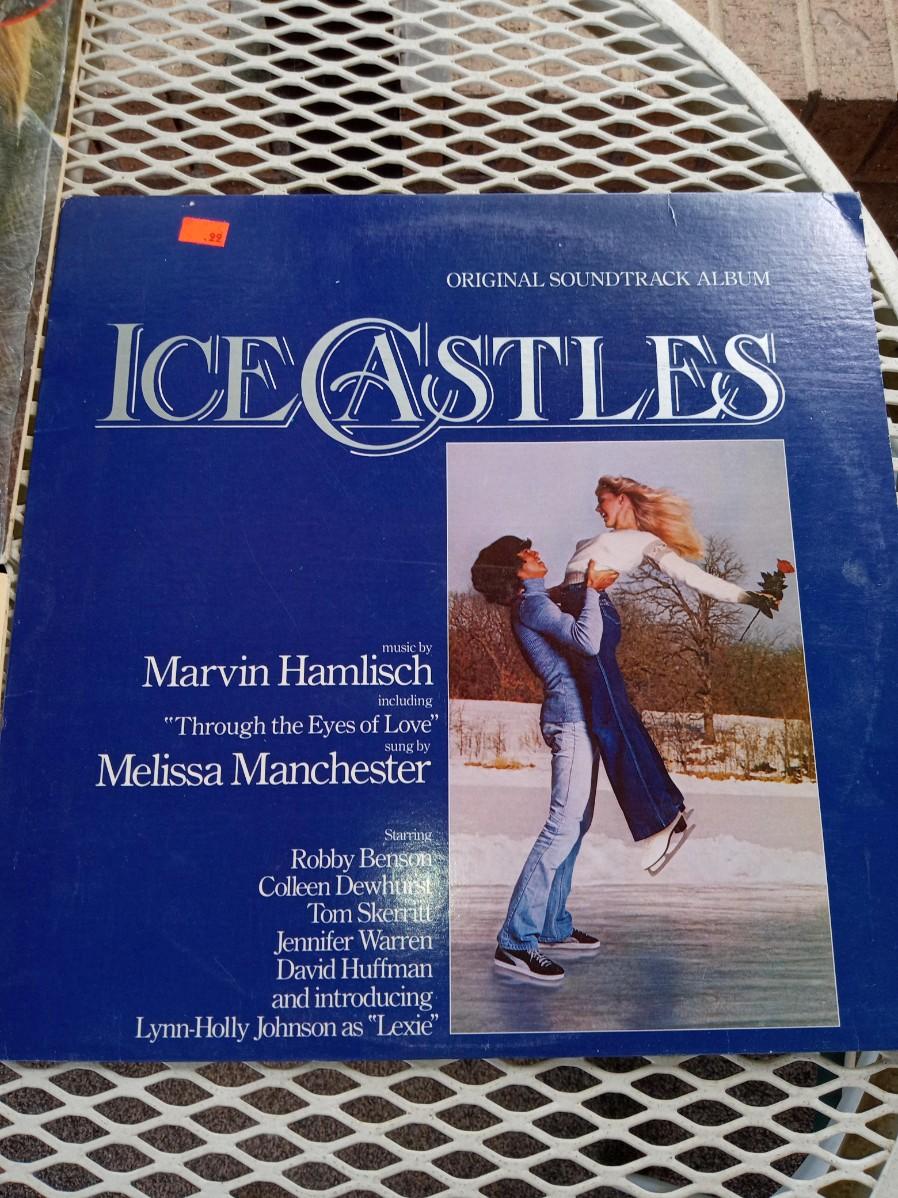 .99
ORIGINAL SOUNDTRACK ALBUM
ICE CASTLES
music by
Marvin Hamlisch
including
"Through the Eyes of Love"
sung by
Melissa Manchester
Starring
Robby Benson
Colleen Dewhurst
Tom Skerritt
Jennifer Warren
David Huffman
and introducing
Lynn-Holly Johnson as "Lexie"